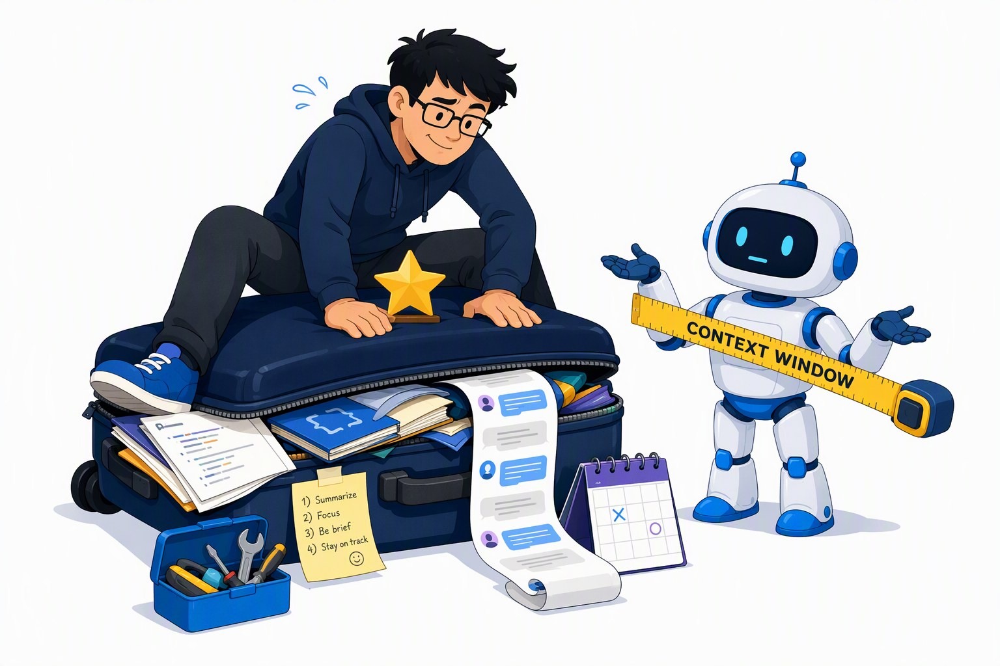 CONTEXT WINDOW
1) Summarize
2) Focus
3) Be brief
4) Stay on track